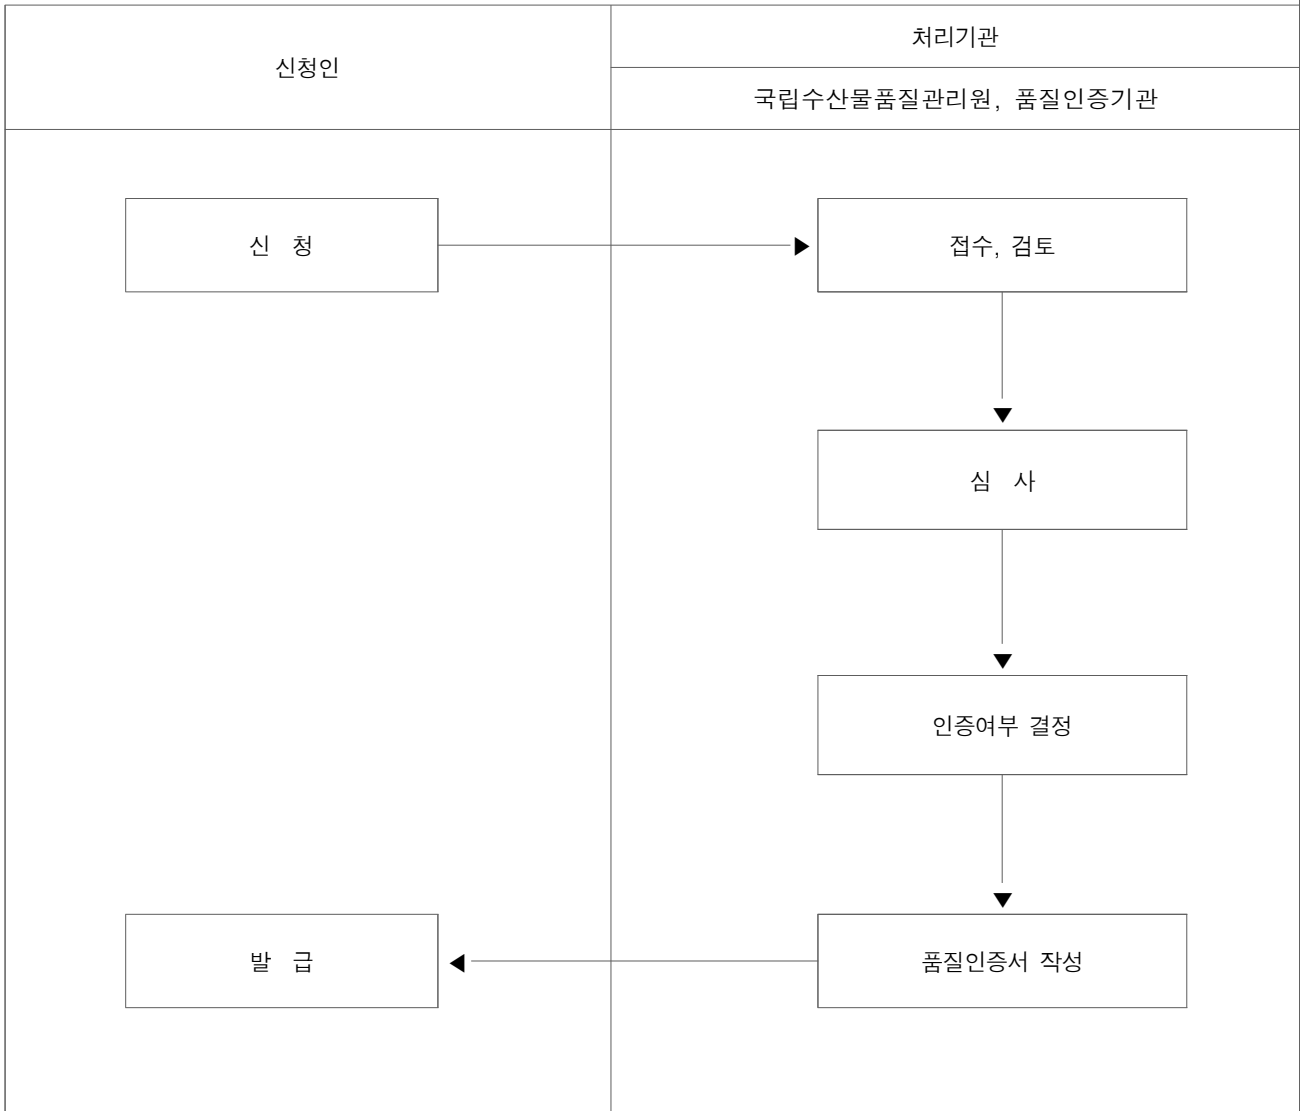 신청인
처리기관
국립수산물품질관리원, 품질인증기관
신 청
접수, 검토
심 사
인증여부 결정
발 급
품질인증서 작성